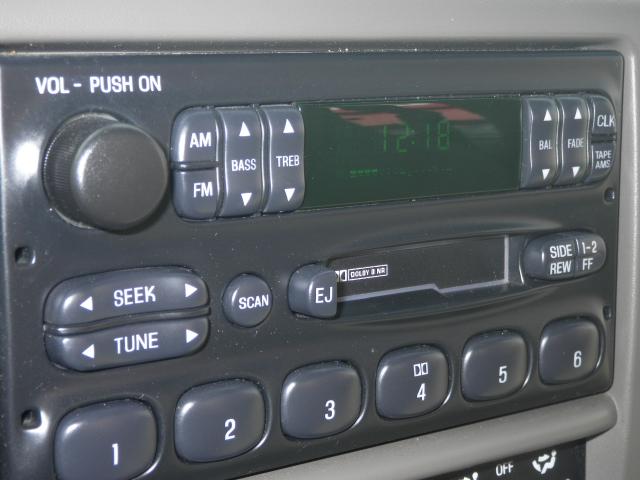 VOL - PUSH ON
AM
FM
BASS
TREB
12:18
BAL
FADE
CLK
TAPE
AMS
SEEK
TUNE
SCAN
EJ
DOLBY B NR
SIDE 1-2
REW FF
1
2
3
4
5
6
OFF